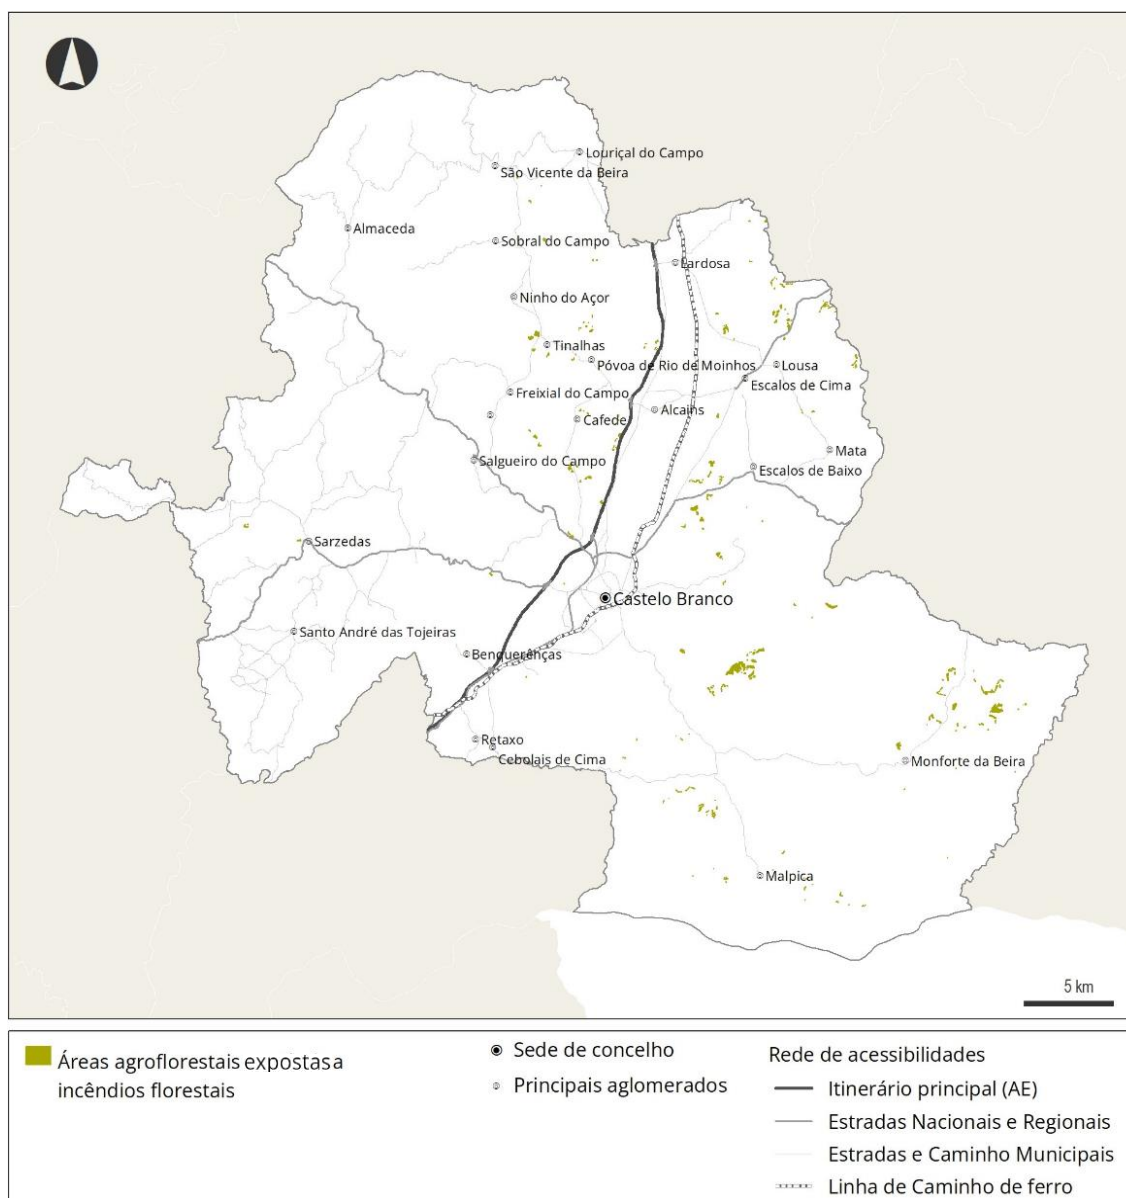 Louriçal do Campo
São Vicente da Beira
Almaceda
Sobral do Campo
Lardosa
Ninho do Açor
Tinalhas
Póvoa de Rio de Moinhos
Lousa
Escalos de Cima
Freixial do Campo
Alcains
Cafede
Mata
Salgueiro do Campo
Escalos de Baixo
Sarzedas
Castelo Branco
Santo André das Tojeiras
Benquerenças
Retaxo
Cebolais de Cima
Monforte da Beira
Malpica
5 km
Áreas agroflorestais expostas a
incêndios florestais
Sede de concelho
Principais aglomerados
Rede de acessibilidades
Itinerário principal (AE)
Estradas Nacionais e Regionais
Estradas e Caminho Municipais
Linha de Caminho de ferro